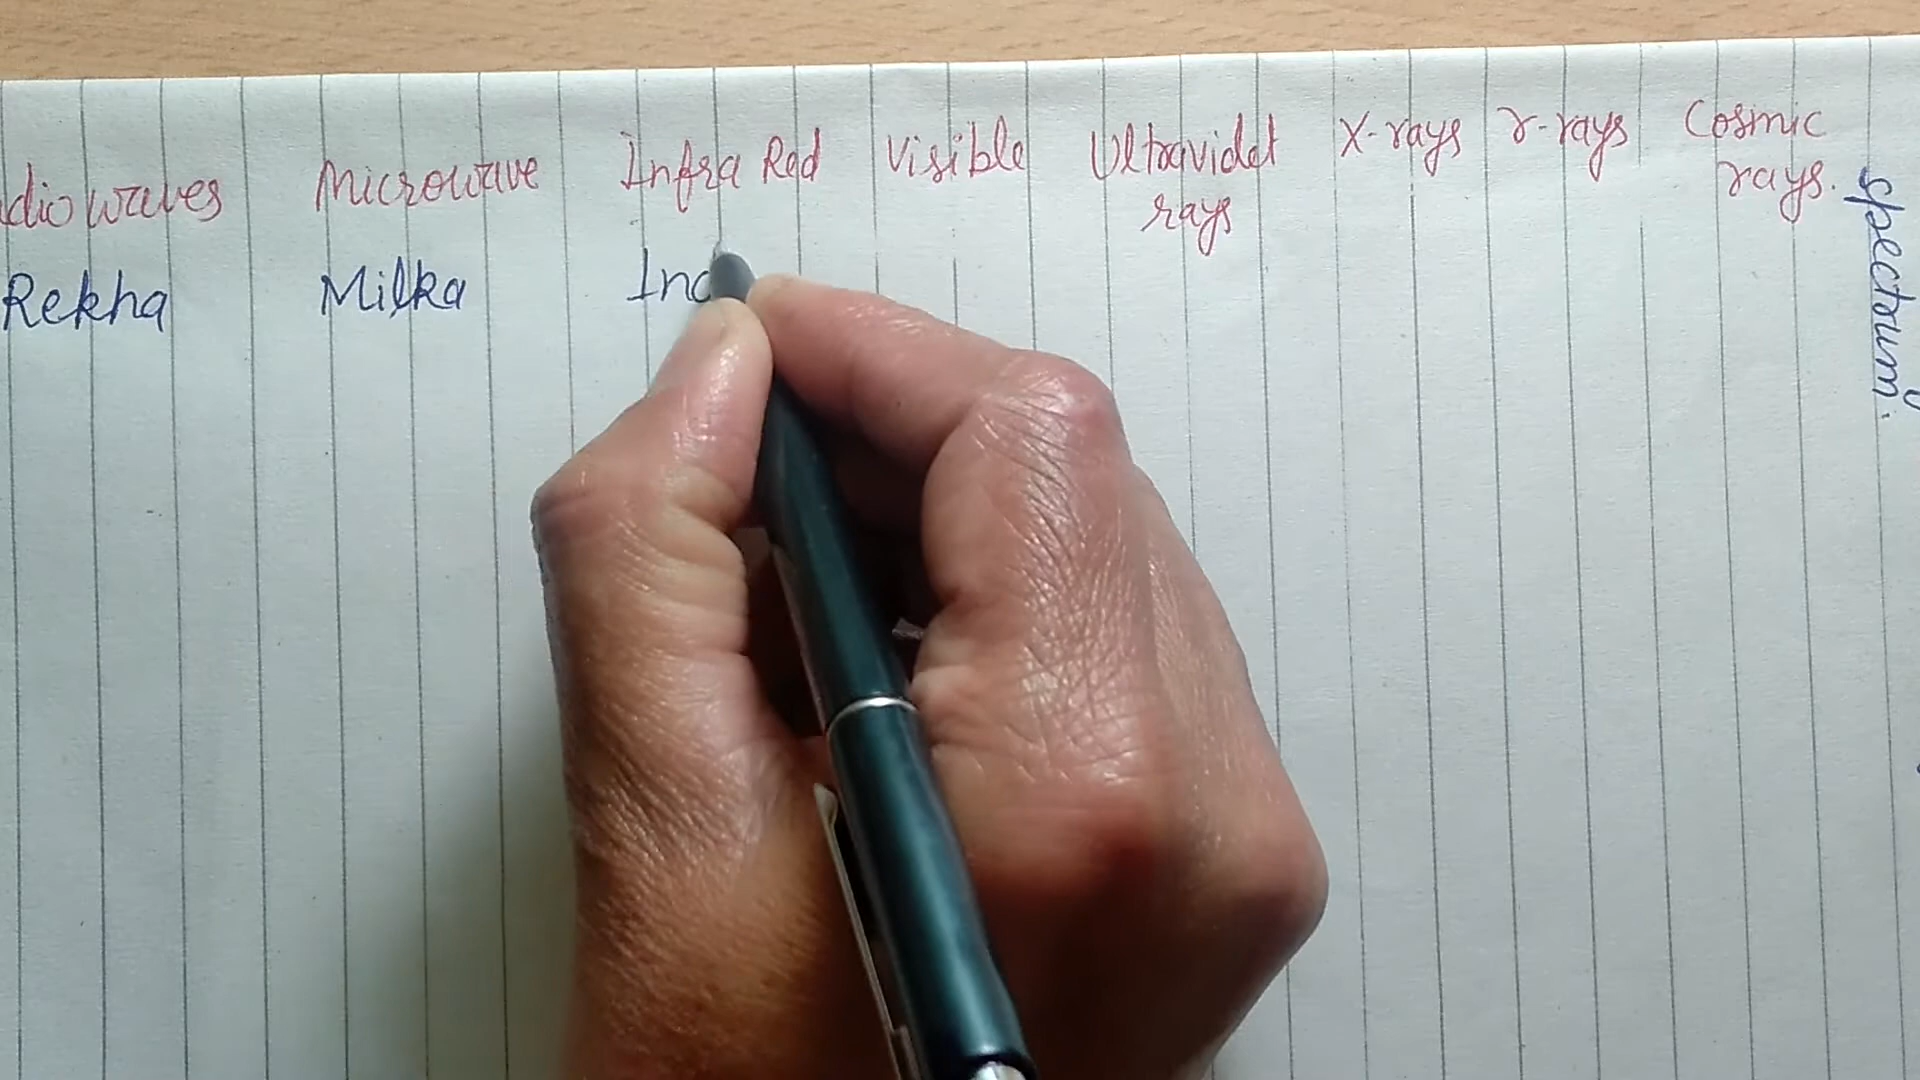 dio waves Microwave Infra Red Visible Ultraviolet X-rays γ-rays Cosmic
rays rays.
Rekha Milka Ind
spectrum.